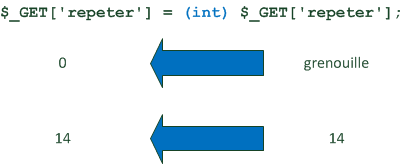 $_GET['repeter'] = (int) $_GET['repeter'];
0 grenouille
14 14